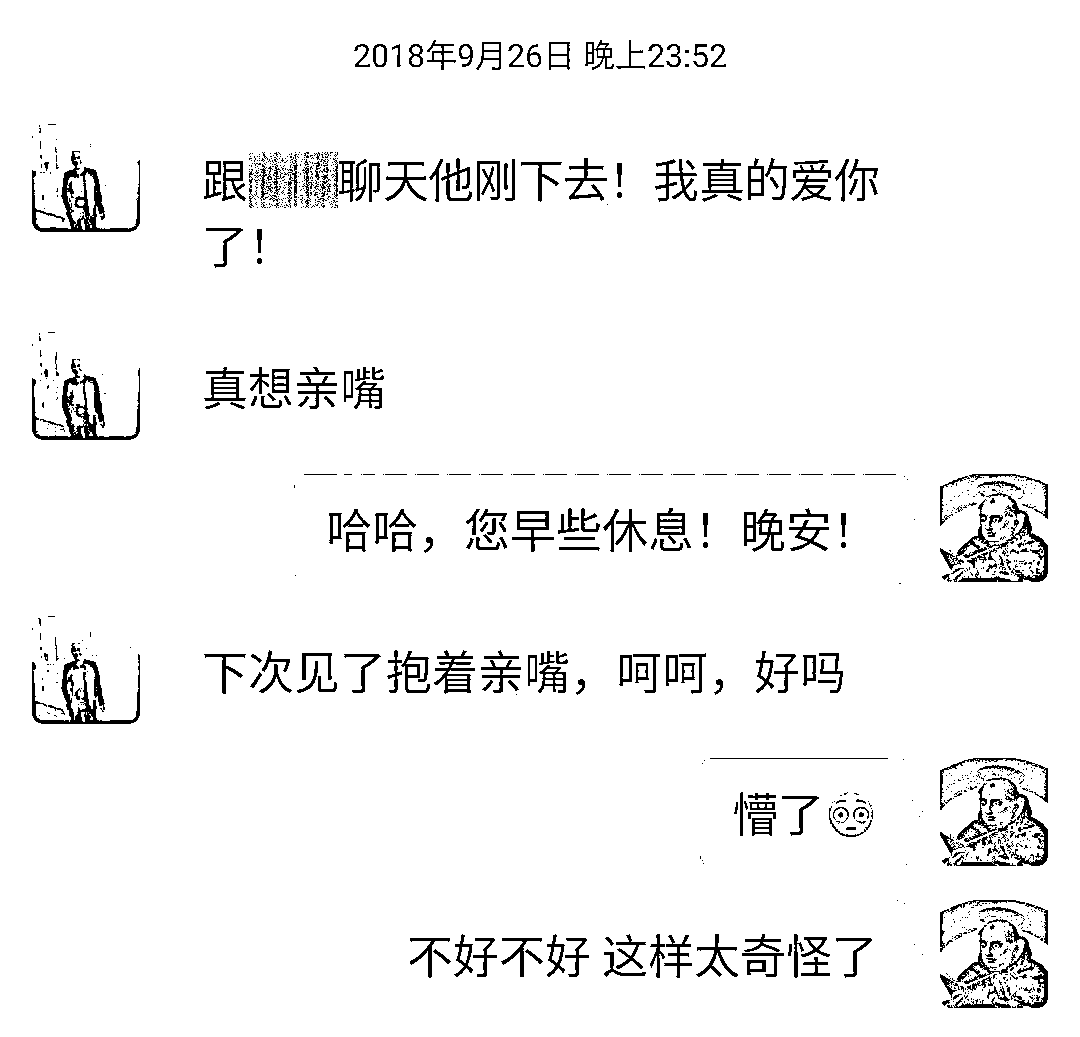 2018年9月26日 晚上23:52
跟聊天他刚下去！我真的爱你
了！
真想亲嘴
哈哈，您早些休息！晚安！
下次见了抱着亲嘴，呵呵，好吗
懵了😳
不好不好 这样太奇怪了